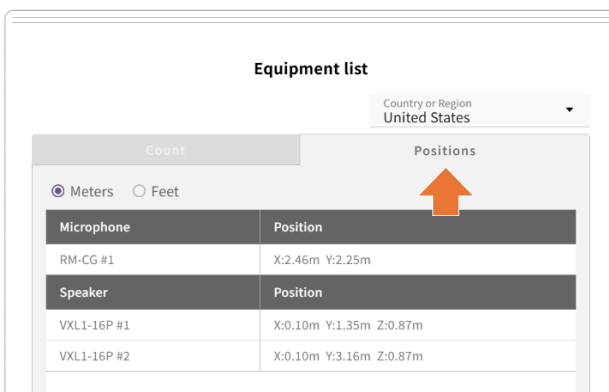 Equipment list
Country or Region
United States
Count
Positions
Meters Feet
Microphone Position
RM-CG #1 X:2.46m Y:2.25m
Speaker Position
VXL1-16P #1 X:0.10m Y:1.35m Z:0.87m
VXL1-16P #2 X:0.10m Y:3.16m Z:0.87m